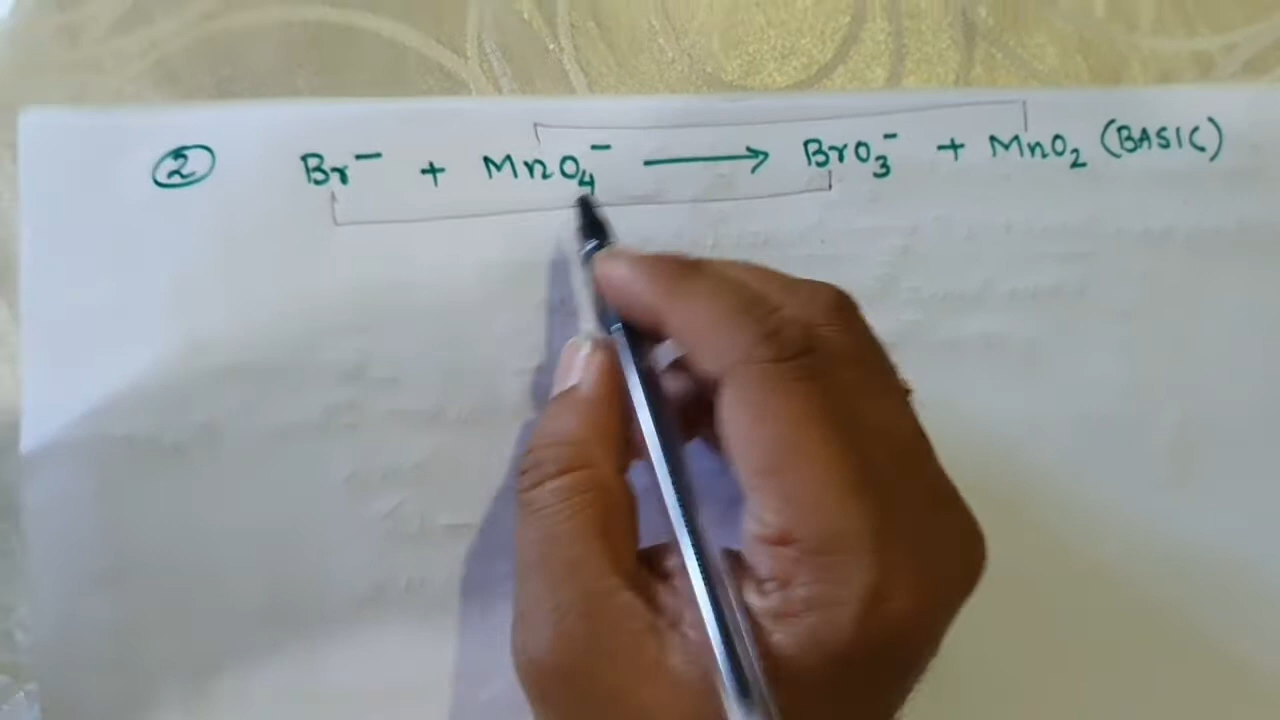 ② Br⁻ + MnO₄⁻ ⟶ BrO₃⁻ + MnO₂ (BASIC)